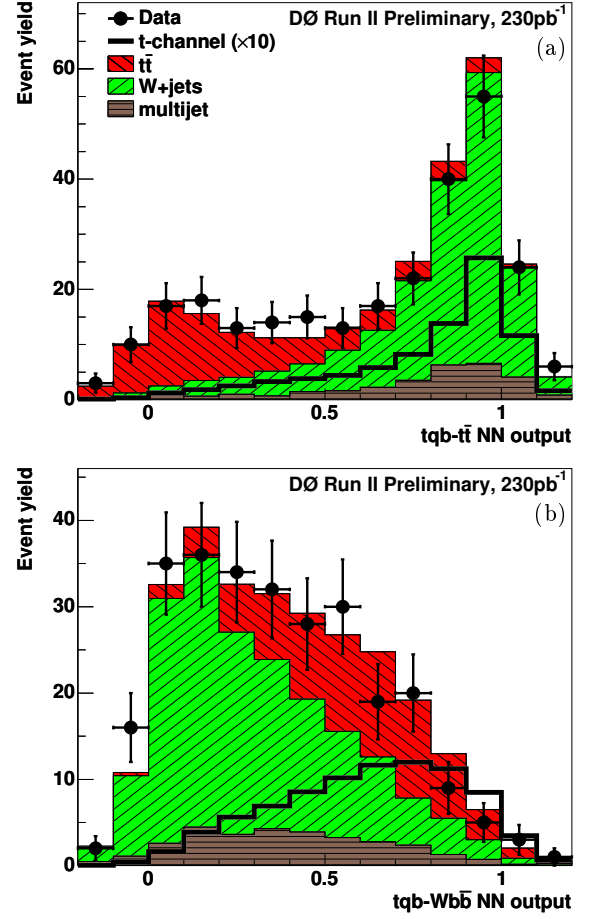 DØ Run II Preliminary, 230pb⁻¹
(a)
Event yield
Data
t-channel (×10)
tt̄
W+jets
multijet
60
40
20
0
0 0.5 1
tqb-tt̄ NN output
DØ Run II Preliminary, 230pb⁻¹
(b)
Event yield
40
30
20
10
0
0 0.5 1
tqb-Wbb̄ NN output